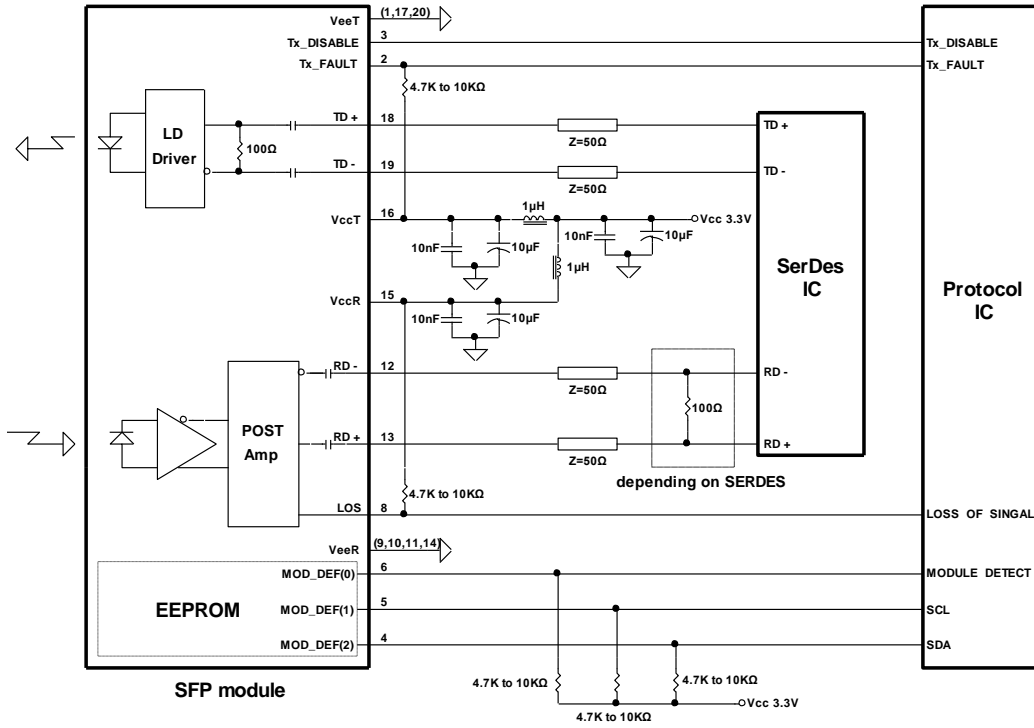 VeeT
(1,17,20)
Tx_DISABLE
3
Tx_DISABLE
Tx_FAULT
2
Tx_FAULT
4.7K to 10KΩ
LD
Driver
100Ω
TD+
18
Z=50Ω
TD+
TD-
19
Z=50Ω
TD-
VccT
16
1µH
Vcc 3.3V
10nF
10µF
10nF
10µF
1µH
SerDes
IC
Protocol
IC
VccR
15
10nF
10µF
RD-
12
Z=50Ω
RD-
100Ω
POST
Amp
RD+
13
Z=50Ω
RD+
depending on SERDES
4.7K to 10KΩ
LOS
8
LOSS OF SINGAL
VeeR
(9,10,11,14)
MOD_DEF(0)
6
MODULE DETECT
EEPROM
MOD_DEF(1)
5
SCL
MOD_DEF(2)
4
SDA
SFP module
4.7K to 10KΩ
4.7K to 10KΩ
4.7K to 10KΩ
Vcc 3.3V